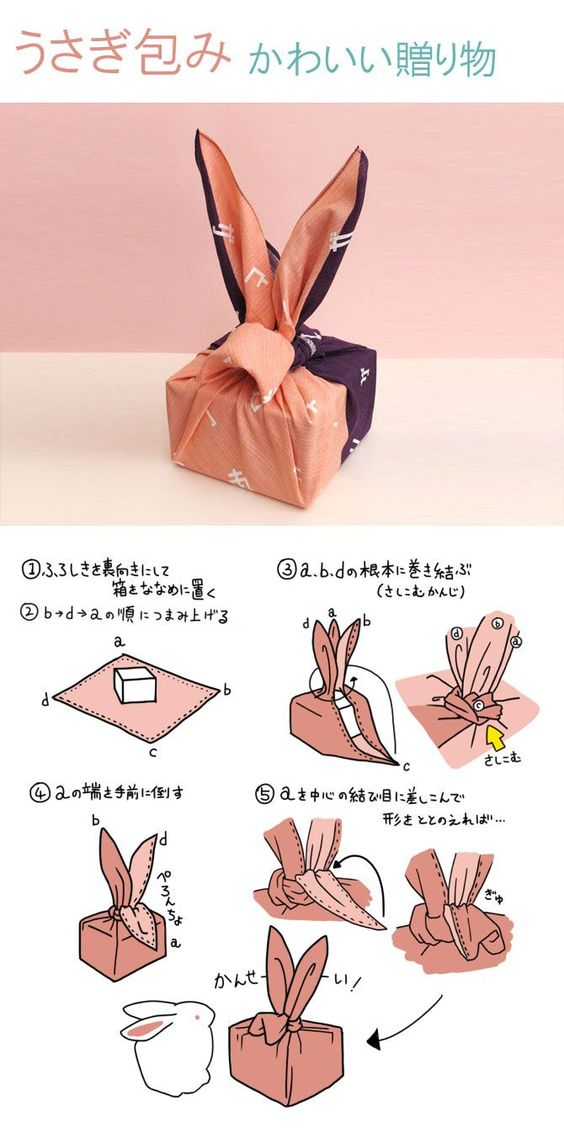 うさぎ包み かわいい贈り物
①ふろしきを裏向きにして
箱をななめに置く
②b→d→aの順につまみ上げる
a
d
b
c
③a.b.dの根本に巻き結ぶ
(さしこむかんじ)
d
a
b
c
d
b
a
c
さしこむ
④aの端を手前に倒す
b
d
ぺろんちょ
a
⑤aを中心の結び目に差しこんで
形をととのえれば…
ぎゅ
かんせい!